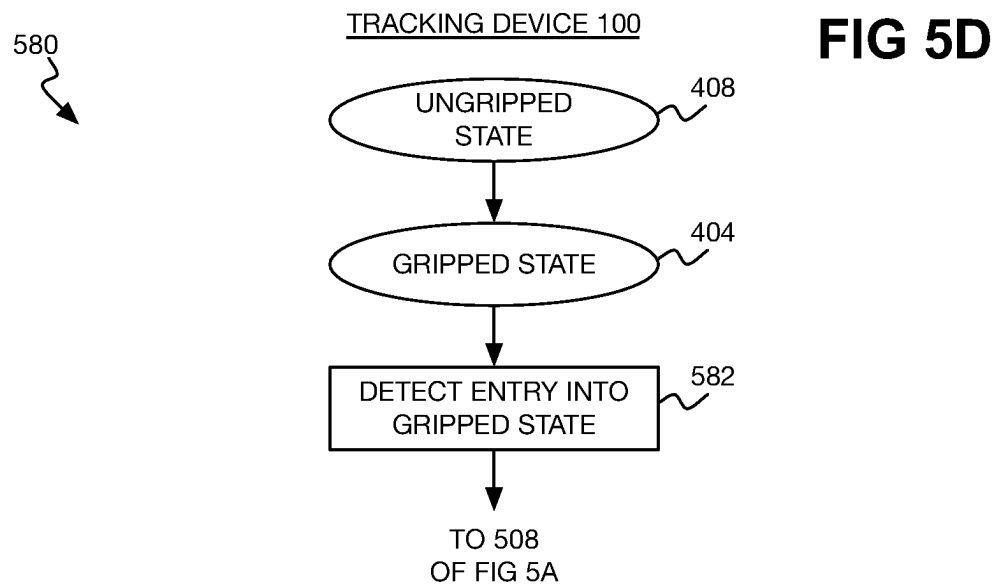 TRACKING DEVICE 100
FIG 5D
580
UNGRIPPED
STATE
408
GRIPPED STATE
404
DETECT ENTRY INTO
GRIPPED STATE
582
TO 508
OF FIG 5A